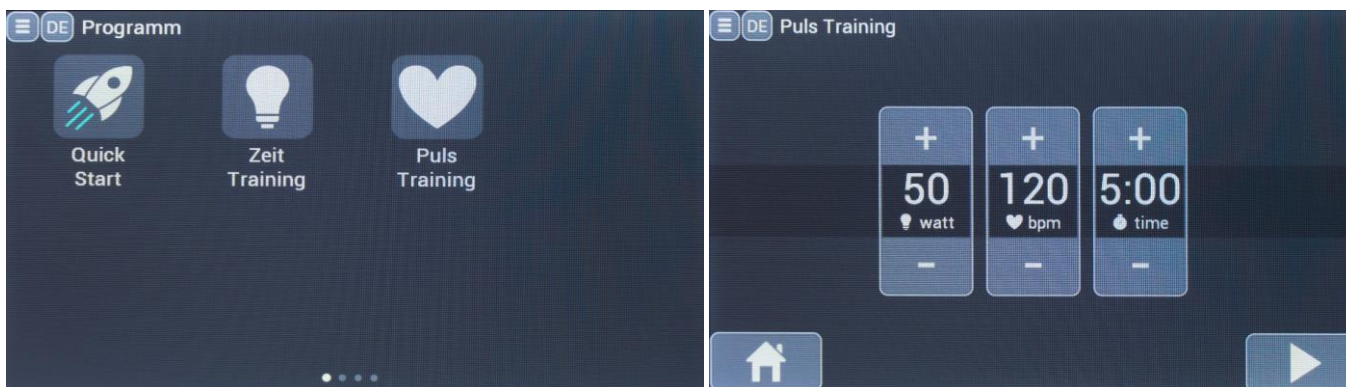 DE Programm
Quick
Start
Zeit
Training
Puls
Training
DE Puls Training
+ + +
50 120 5:00
watt bpm time
- - -